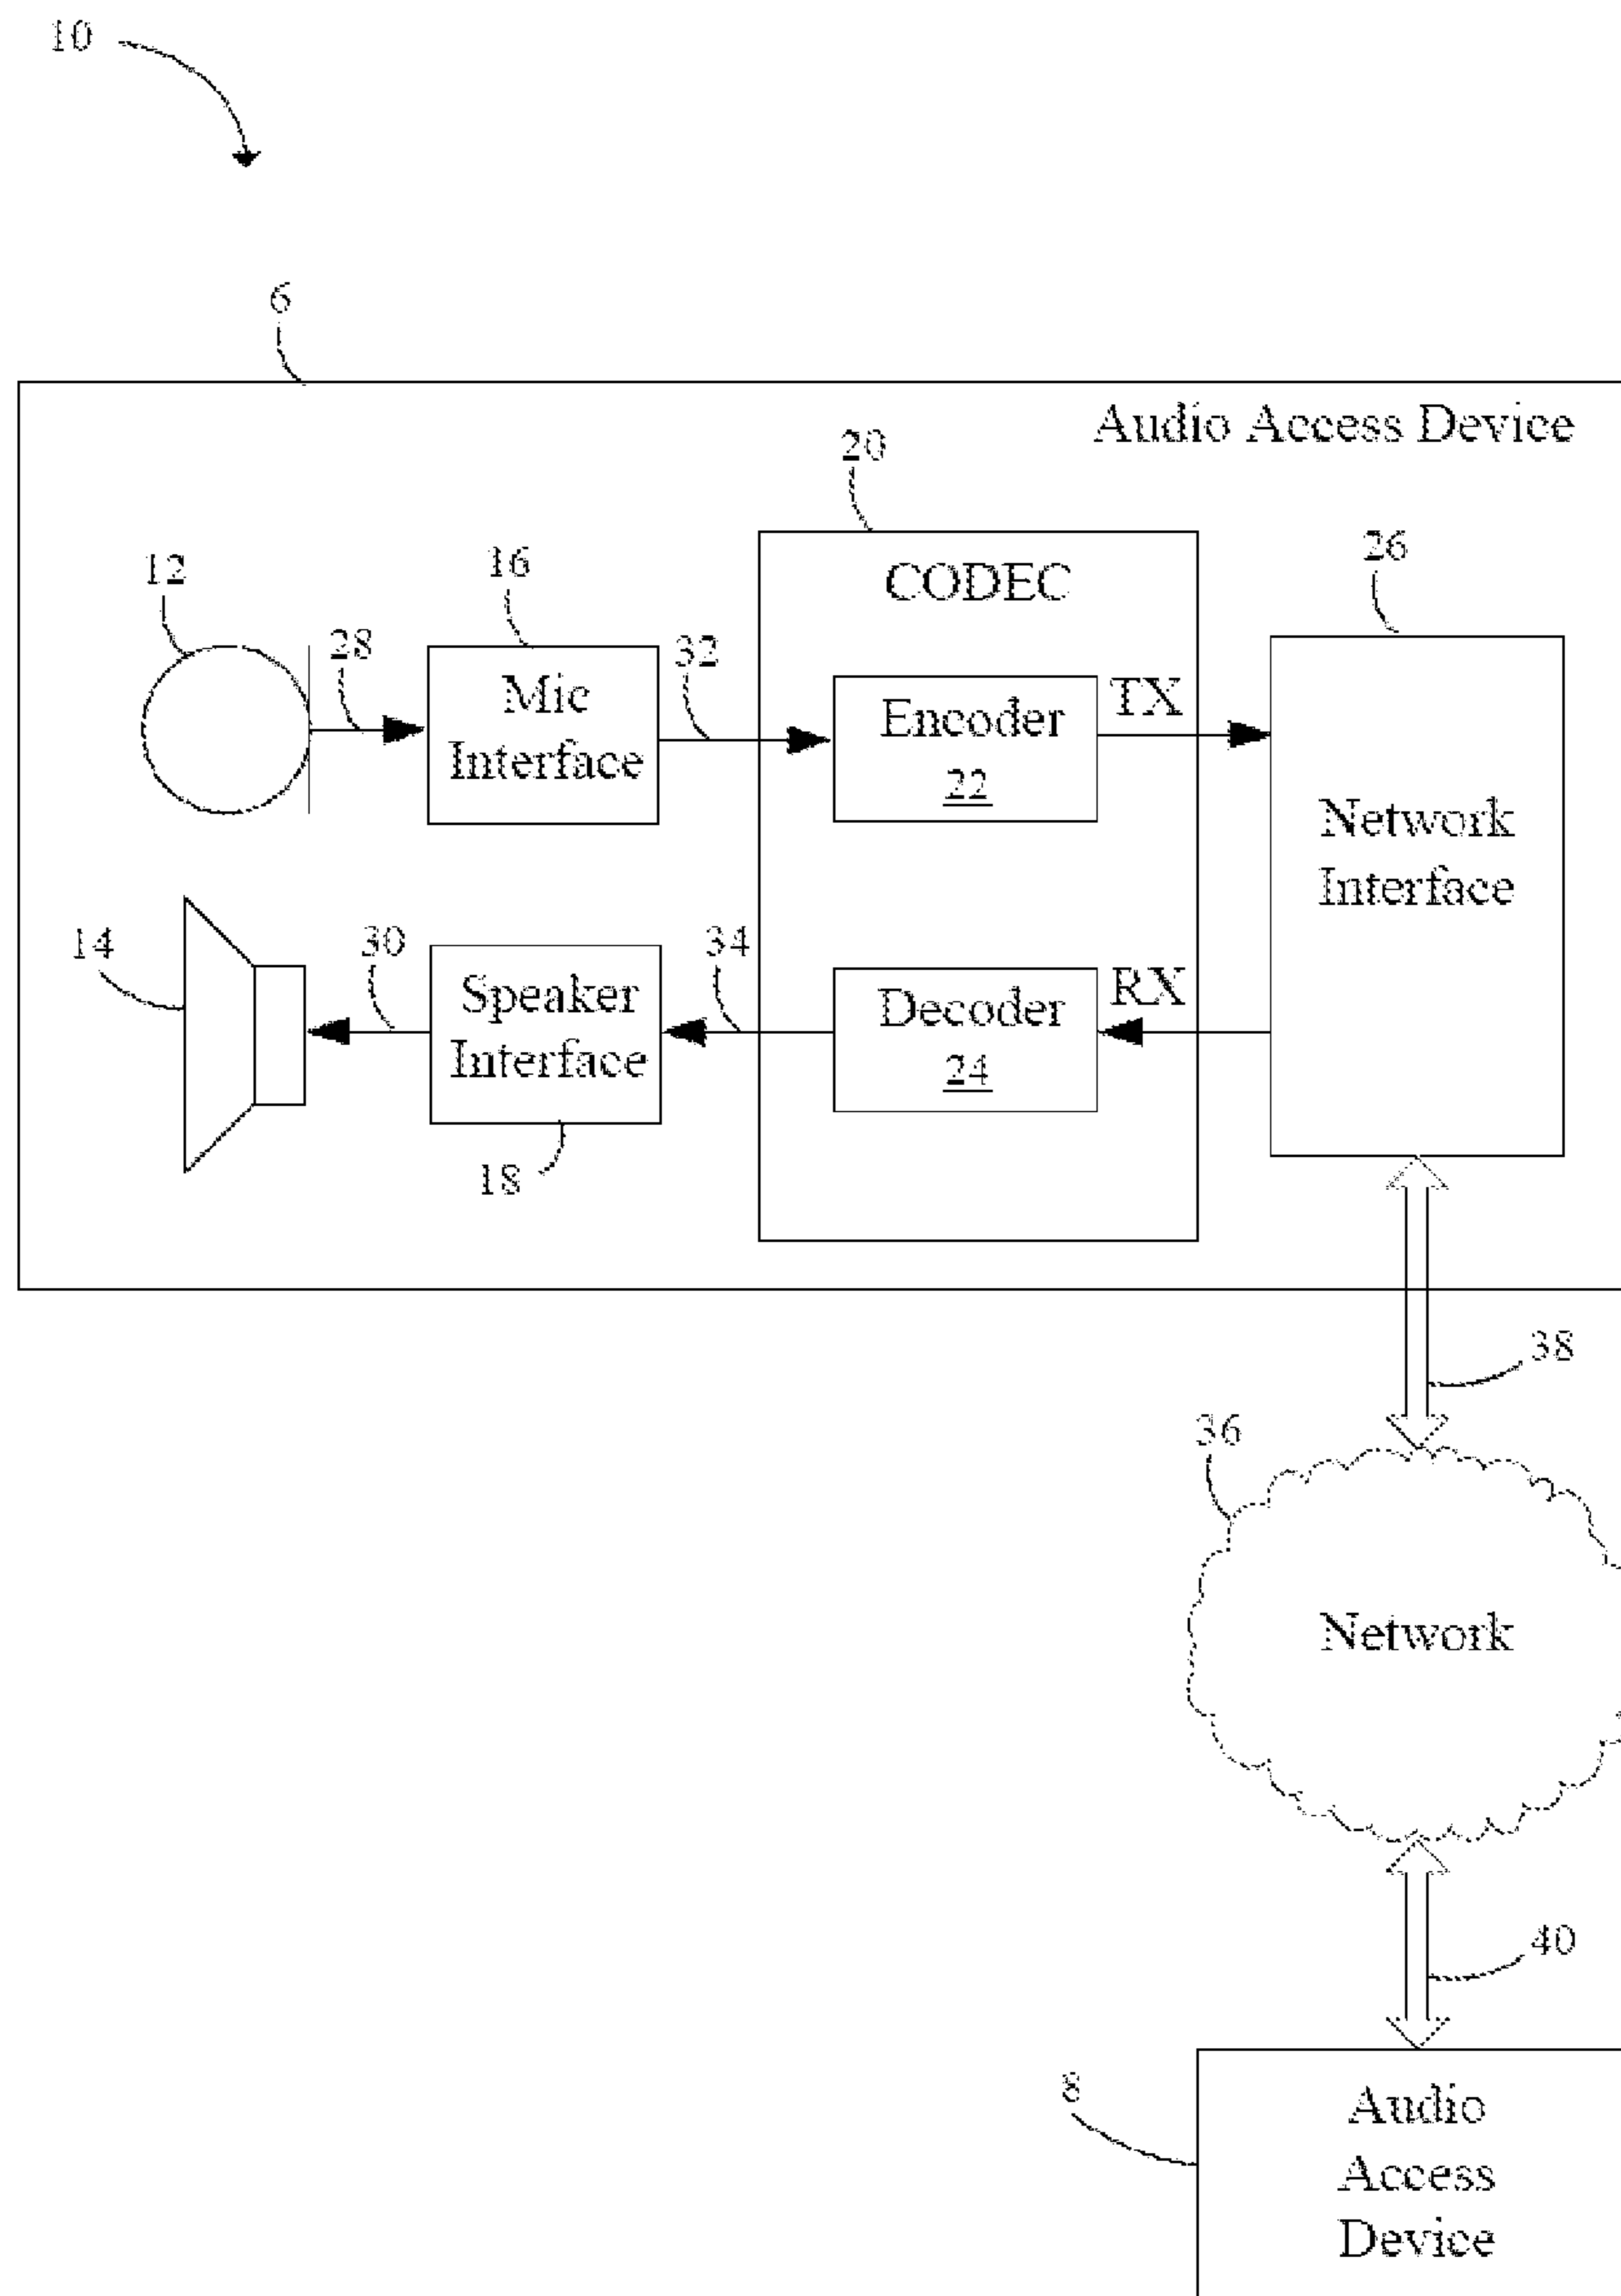 10
6
Audio Access Device
20
CODEC
26
12
28
16
Mic
Interface
32
Encoder
22
TX
Network
Interface
14
30
Speaker
Interface
18
34
Decoder
24
RX
38
36
Network
40
8
Audio
Access
Device